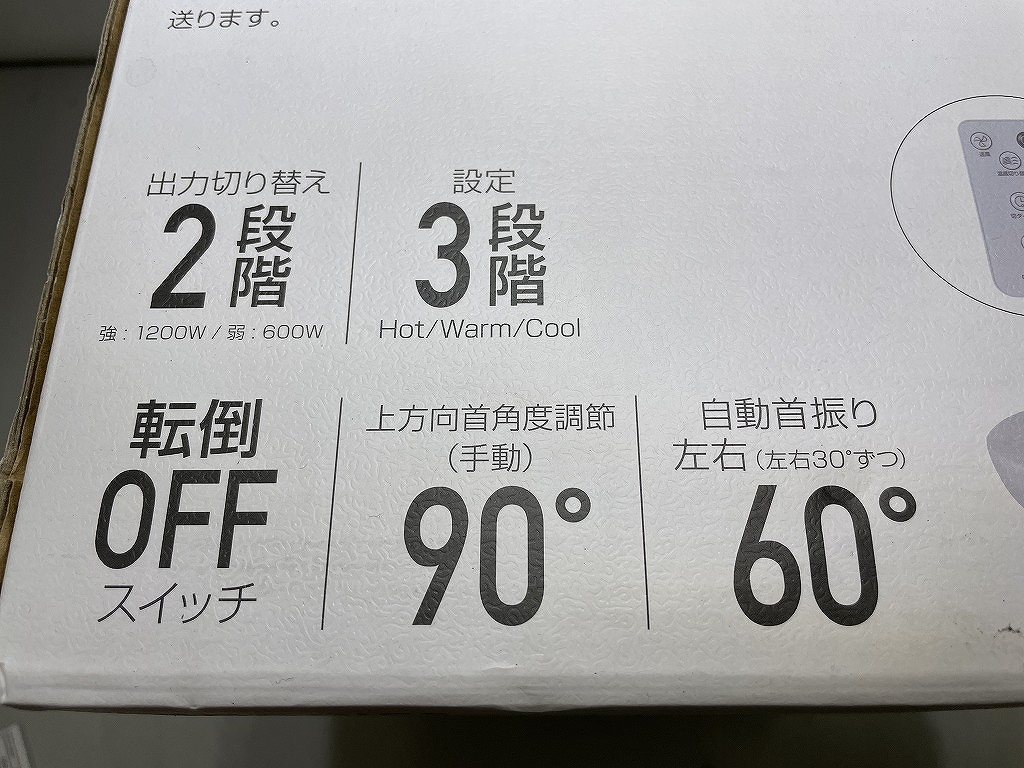 送ります。
出力切り替え
2段階
強 : 1200W / 弱 : 600W
設定
3段階
Hot/Warm/Cool
転倒
OFF
スイッチ
上方向首角度調節
(手動)
90°
自動首振り
左右(左右30°ずつ)
60°
送風